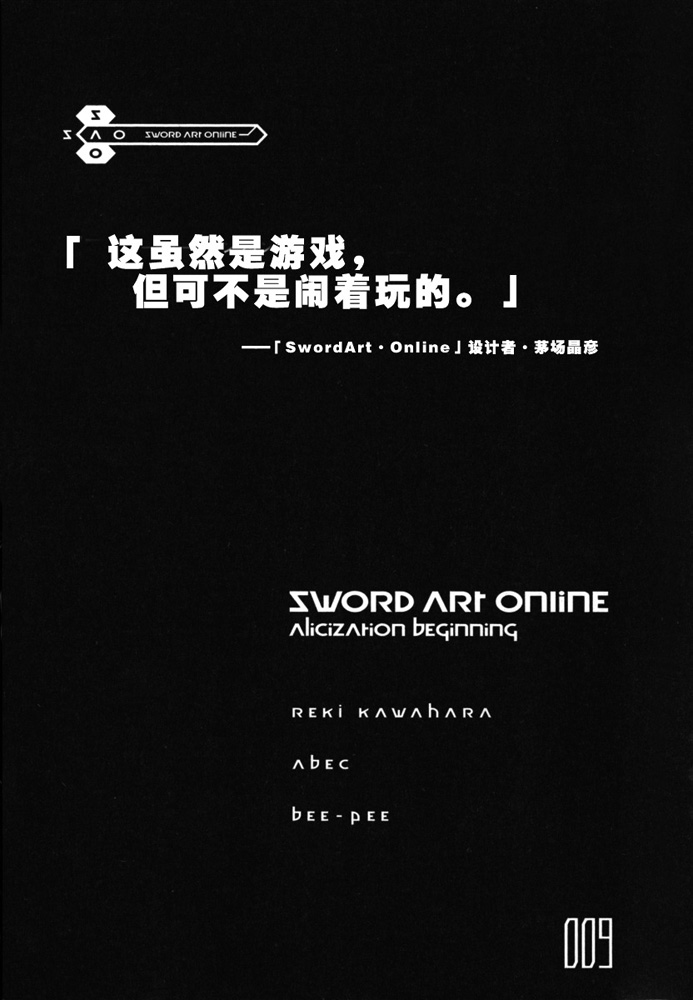 S
S A O SWORD ART ONLINE
O
「 这虽然是游戏，
但可不是闹着玩的。」
——「SwordArt·Online」设计者·茅场晶彦
SWORD ART ONLINE
ALICIZATION BEGINNING
REKI KAWAHARA
ABEC
BEE-PEE
009